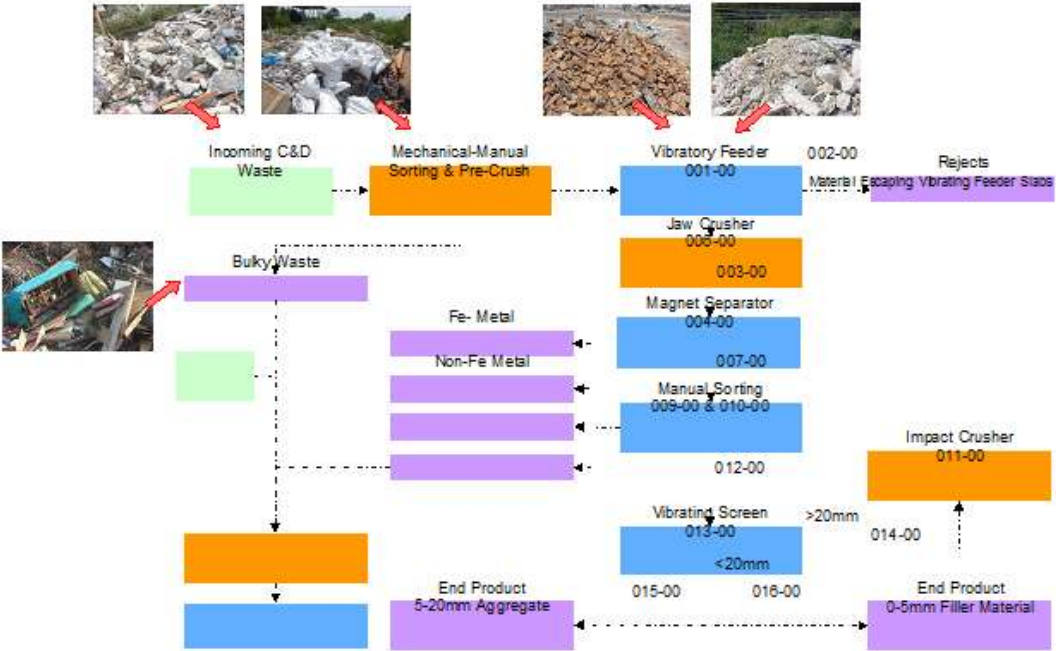 Incoming C&D
Waste
Mechanical-Manual
Sorting & Pre-Crush
Vibratory Feeder
001-00
002-00
Material Escaping Vibrating Feeder Slabs
Rejects
Jaw Crusher
006-00
003-00
Bulky Waste
Magnet Separator
004-00
007-00
Fe- Metal
Non-Fe Metal
Manual Sorting
009-00 & 010-00
012-00
Impact Crusher
011-00
Vibrating Screen
013-00
<20mm
>20mm
014-00
015-00
016-00
End Product
5-20mm Aggregate
End Product
0-5mm Filler Material